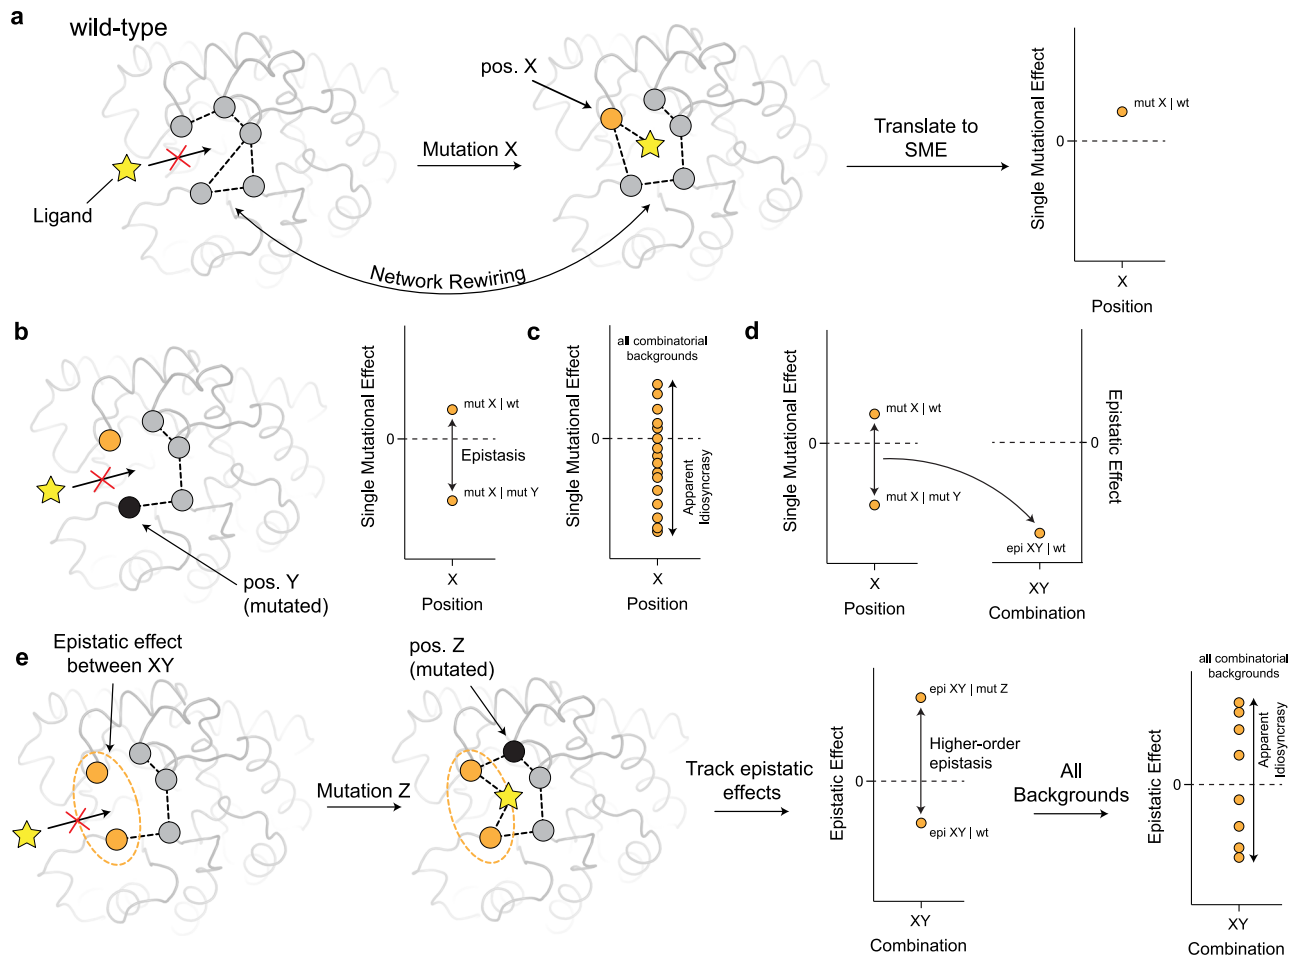 a
wild-type
Ligand
Mutation X
pos. X
Network Rewiring
Translate to
SME
Single Mutational Effect
0
mut X | wt
X
Position
b
pos. Y
(mutated)
Single Mutational Effect
0
mut X | wt
Epistasis
mut X | mut Y
X
Position
c
Single Mutational Effect
all combinatorial
backgrounds
0
Apparent
Idiosyncrasy
X
Position
d
Single Mutational Effect
0
mut X | wt
mut X | mut Y
X
Position
Epistatic Effect
0
epi XY | wt
XY
Combination
e
Epistatic effect
between XY
Mutation Z
pos. Z
(mutated)
Track epistatic
effects
Epistatic Effect
0
epi XY | mut Z
Higher-order
epistasis
epi XY | wt
XY
Combination
All
Backgrounds
all combinatorial
backgrounds
Epistatic Effect
0
Apparent
Idiosyncrasy
XY
Combination